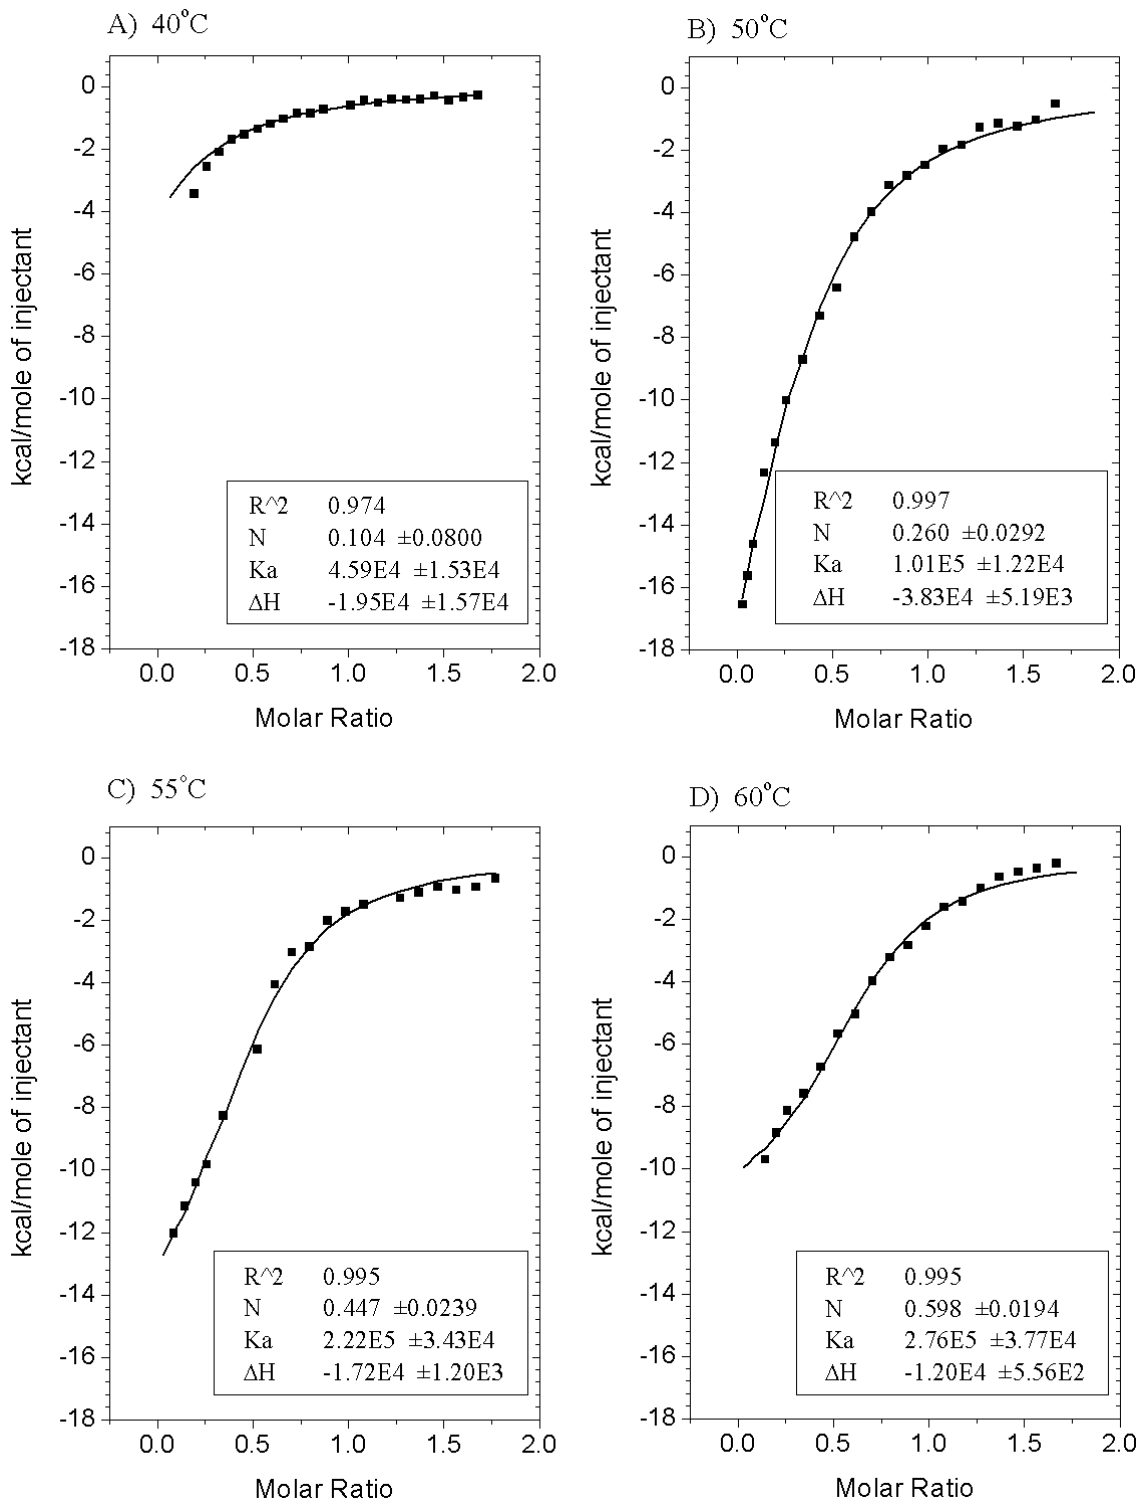 A) 40°C
0
-2
-4
-6
-8
-10
-12
-14
-16
-18
kcal/mole of injectant
R^2 0.974
N 0.104 ±0.0800
Ka 4.59E4 ±1.53E4
ΔH -1.95E4 ±1.57E4
0.0 0.5 1.0 1.5 2.0
Molar Ratio
B) 50°C
0
-2
-4
-6
-8
-10
-12
-14
-16
-18
kcal/mole of injectant
R^2 0.997
N 0.260 ±0.0292
Ka 1.01E5 ±1.22E4
ΔH -3.83E4 ±5.19E3
0.0 0.5 1.0 1.5 2.0
Molar Ratio
C) 55°C
0
-2
-4
-6
-8
-10
-12
-14
-16
-18
kcal/mole of injectant
R^2 0.995
N 0.447 ±0.0239
Ka 2.22E5 ±3.43E4
ΔH -1.72E4 ±1.20E3
0.0 0.5 1.0 1.5 2.0
Molar Ratio
D) 60°C
0
-2
-4
-6
-8
-10
-12
-14
-16
-18
kcal/mole of injectant
R^2 0.995
N 0.598 ±0.0194
Ka 2.76E5 ±3.77E4
ΔH -1.20E4 ±5.56E2
0.0 0.5 1.0 1.5 2.0
Molar Ratio